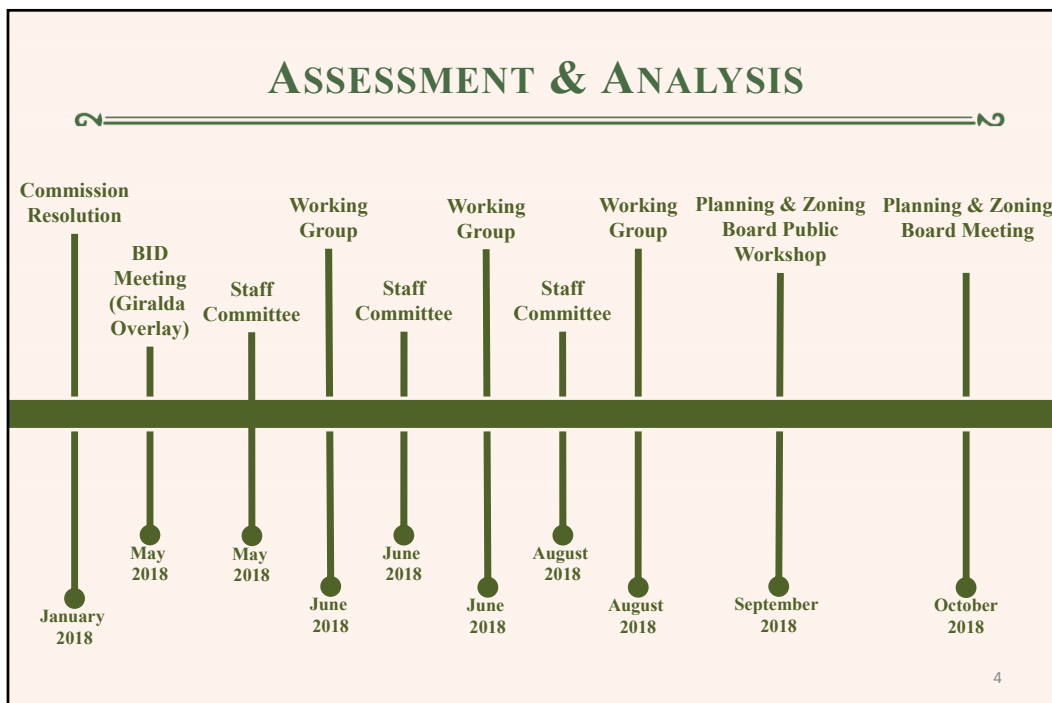 ASSESSMENT & ANALYSIS
Commission
Resolution
BID
Meeting
(Giralda
Overlay)
Staff
Committee
Working
Group
Staff
Committee
Working
Group
Staff
Committee
Working
Group
Planning & Zoning
Board Public
Workshop
Planning & Zoning
Board Meeting
January
2018
May
2018
May
2018
June
2018
June
2018
June
2018
August
2018
August
2018
September
2018
October
2018
4